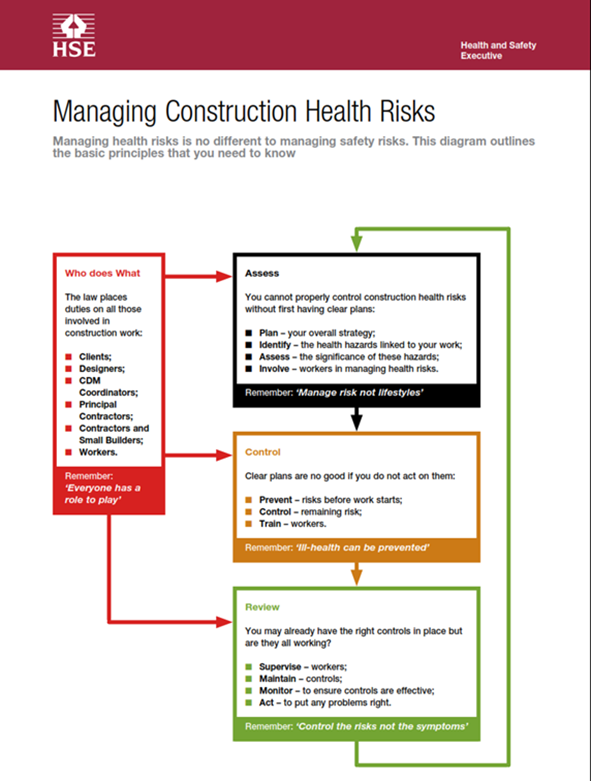 HSE
Health and Safety
Executive
Managing Construction Health Risks
Managing health risks is no different to managing safety risks. This diagram outlines
the basic principles that you need to know
Who does What
The law places
duties on all those
involved in
construction work:
Clients;
Designers;
CDM
Coordinators;
Principal
Contractors;
Contractors and
Small Builders;
Workers.
Remember:
‘Everyone has a
role to play’
Assess
You cannot properly control construction health risks
without first having clear plans:
Plan – your overall strategy;
Identify – the health hazards linked to your work;
Assess – the significance of these hazards;
Involve – workers in managing health risks.
Remember: ‘Manage risk not lifestyles’
Control
Clear plans are no good if you do not act on them:
Prevent – risks before work starts;
Control – remaining risk;
Train – workers.
Remember: ‘Ill-health can be prevented’
Review
You may already have the right controls in place but
are they all working?
Supervise – workers;
Maintain – controls;
Monitor – to ensure controls are effective;
Act – to put any problems right.
Remember: ‘Control the risks not the symptoms’